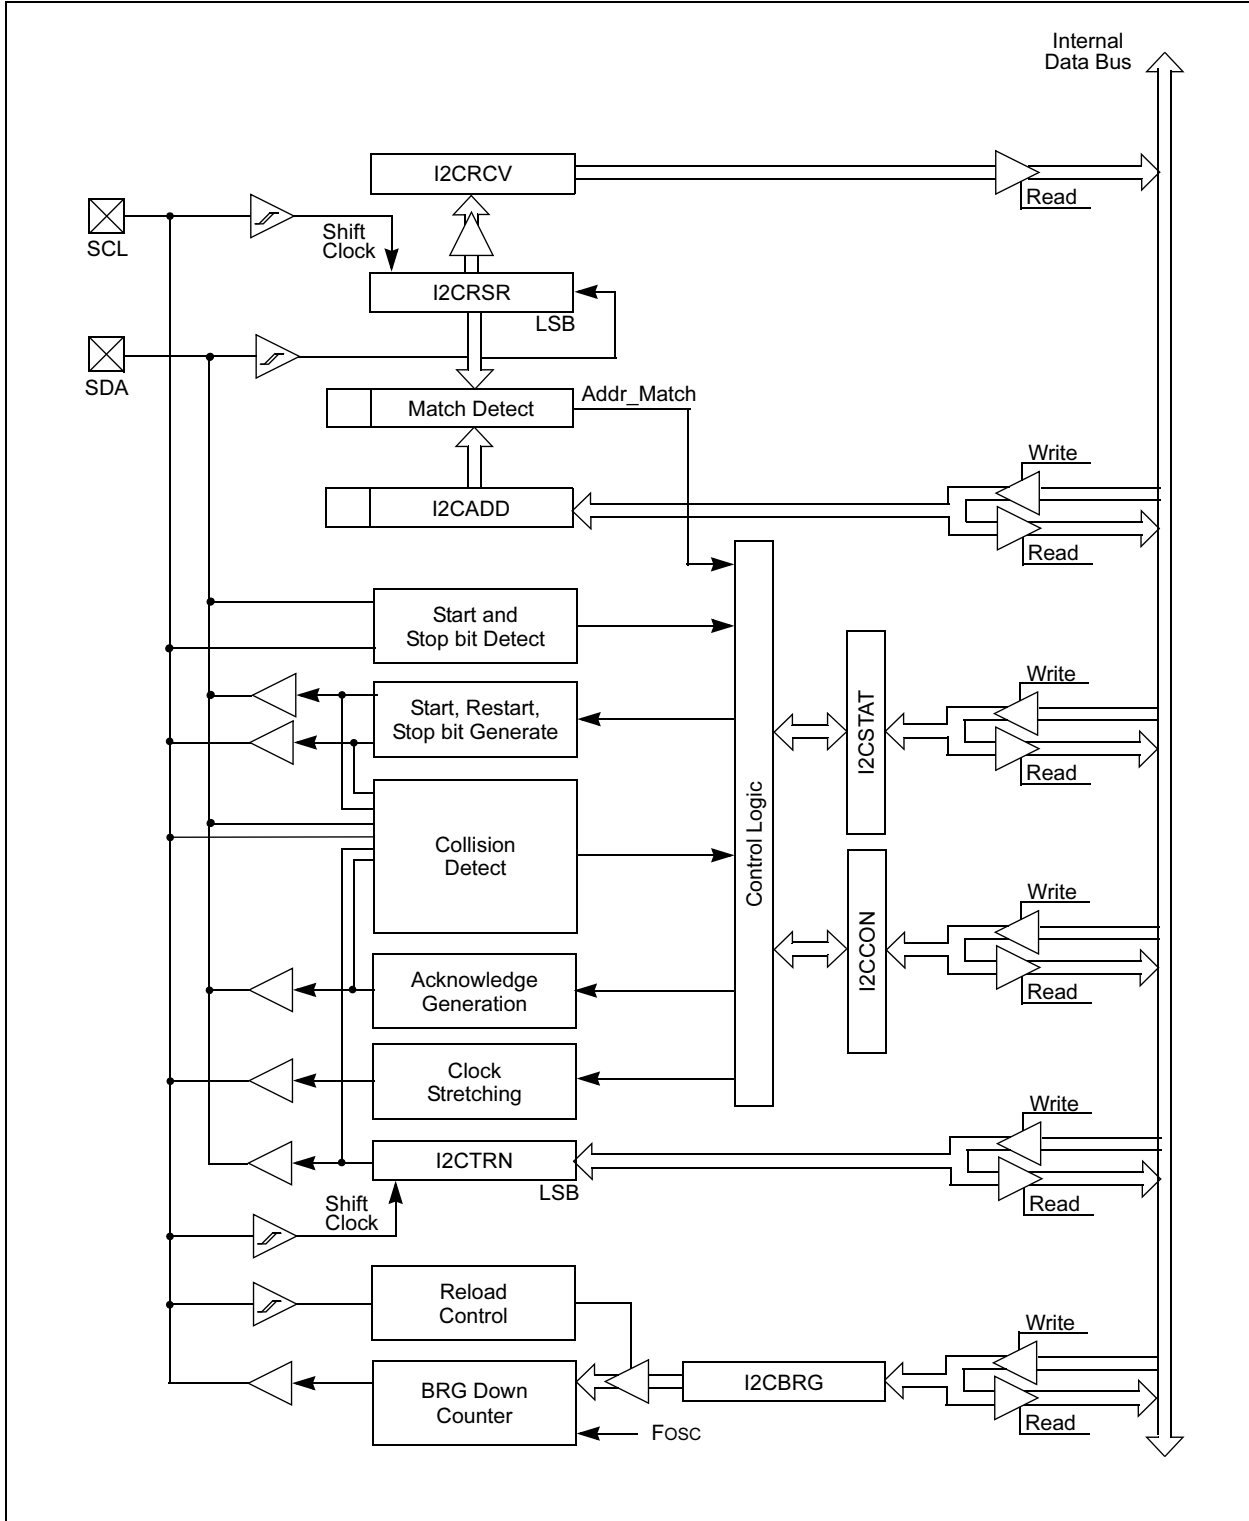 Internal
Data Bus
I2CRCV
Read
SCL
Shift
Clock
I2CRSR
LSB
SDA
Match Detect
Addr_Match
Write
I2CADD
Read
Start and
Stop bit Detect
Write
Start, Restart,
Stop bit Generate
I2CSTAT
Read
Control Logic
Collision
Detect
Write
I2CCON
Read
Acknowledge
Generation
Clock
Stretching
Write
I2CTRN
LSB
Read
Shift
Clock
Reload
Control
Write
BRG Down
Counter
I2CBRG
Read
FOSC